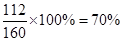 112/160 ×100% = 70%